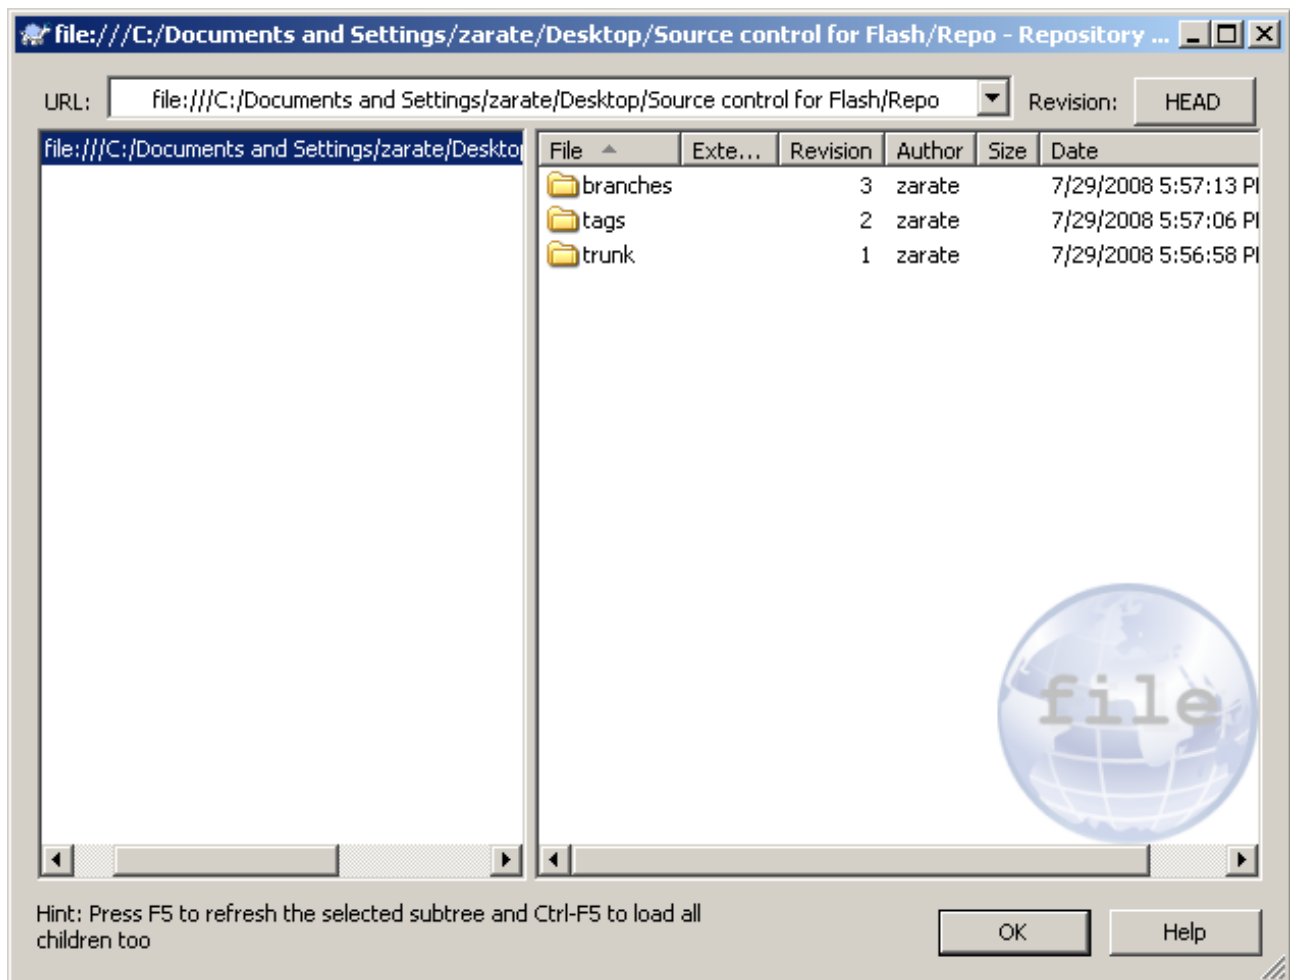 file:///C:/Documents and Settings/zarate/Desktop/Source control for Flash/Repo - Repository ...
URL: file:///C:/Documents and Settings/zarate/Desktop/Source control for Flash/Repo Revision: HEAD
file:///C:/Documents and Settings/zarate/Deskto
File Exte... Revision Author Size Date
branches 3 zarate 7/29/2008 5:57:13 P
tags 2 zarate 7/29/2008 5:57:06 P
trunk 1 zarate 7/29/2008 5:56:58 P
file
Hint: Press F5 to refresh the selected subtree and Ctrl-F5 to load all
children too
OK Help